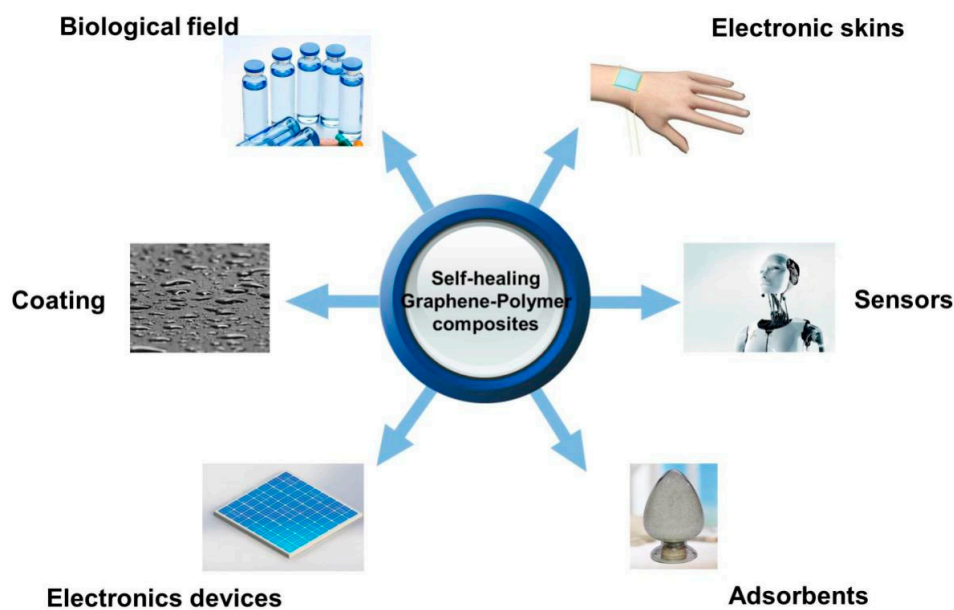 Biological field
Electronic skins
Self-healing
Graphene-Polymer
composites
Coating
Sensors
Electronics devices
Adsorbents